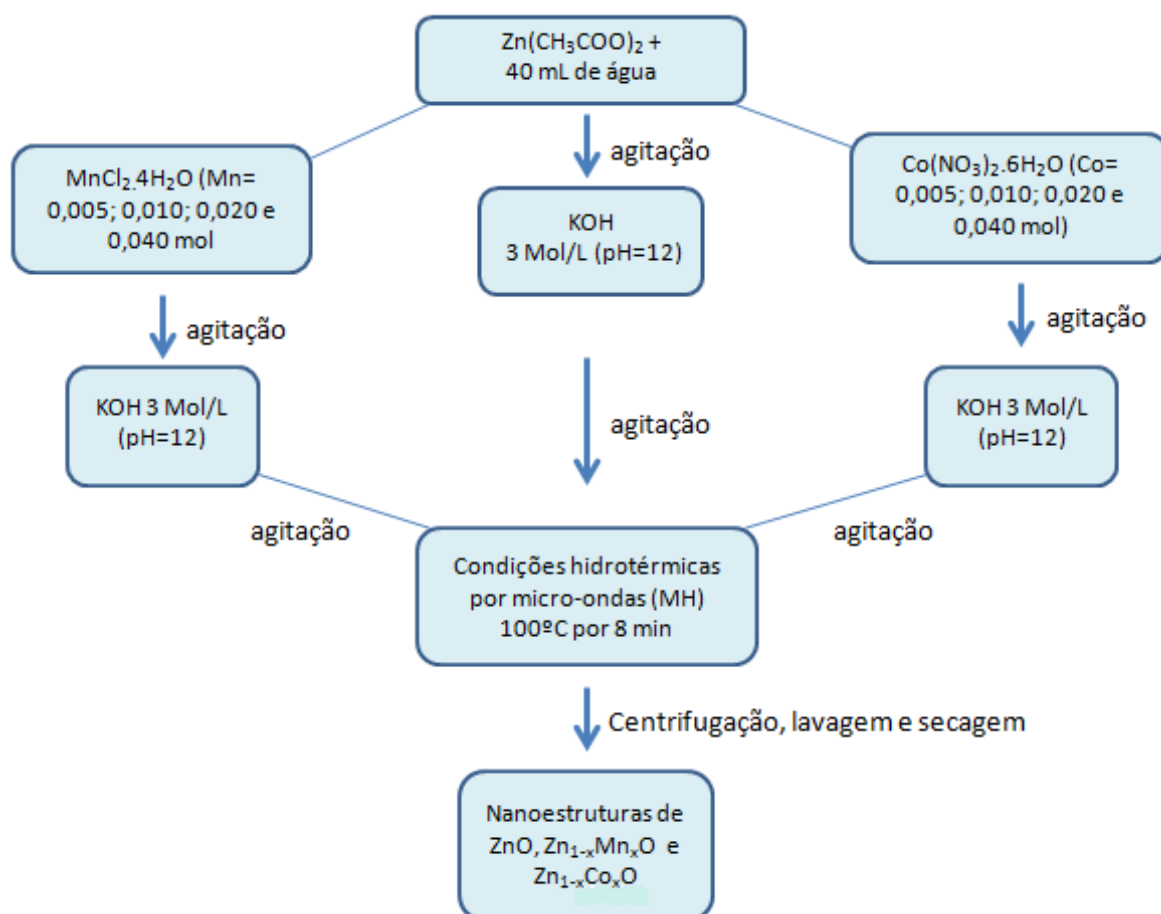 Zn(CH₃COO)₂ +
40 mL de água
agitação
MnCl₂.4H₂O (Mn=
0,005; 0,010; 0,020 e
0,040 mol
KOH
3 Mol/L (pH=12)
Co(NO₃)₂.6H₂O (Co=
0,005; 0,010; 0,020 e
0,040 mol)
agitação
agitação
KOH 3 Mol/L
(pH=12)
agitação
KOH 3 Mol/L
(pH=12)
agitação
agitação
Condições hidrotérmicas
por micro-ondas (MH)
100ºC por 8 min
Centrifugação, lavagem e secagem
Nanoestruturas de
ZnO, Zn₁₋ₓMnₓO e
Zn₁₋ₓCoₓO